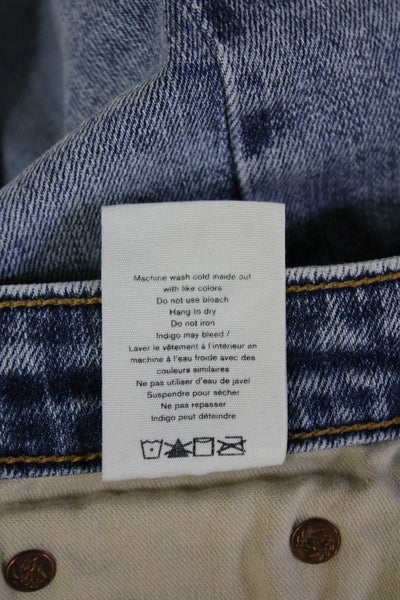 Machine wash cold inside out
with like colors
Do not use bleach
Hang to dry
Do not iron
Indigo may bleed /
Laver le vêtement à l'intérieur en
machine à l'eau froide avec des
couleurs similaires
Ne pas utiliser d'eau de javel
Suspendre pour sécher
Ne pas repasser
Indigo peut déteindre